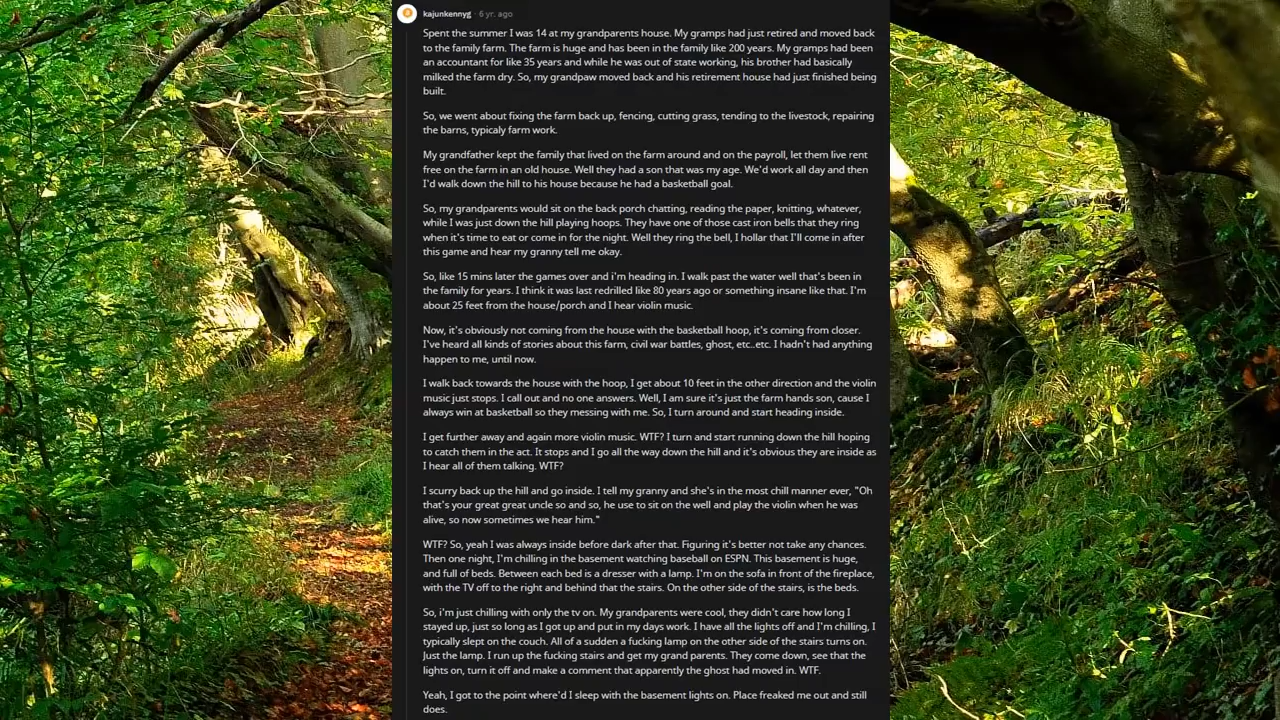 kajunkennyg · 6 yr. ago
Spent the summer I was 14 at my grandparents house. My gramps had just retired and moved back
to the family farm. The farm is huge and has been in the family like 200 years. My gramps had been
an accountant for like 35 years and while he was out of state working, his brother had basically
milked the farm dry. So, my grandpaw moved back and his retirement house had just finished being
built.
So, we went about fixing the farm back up, fencing, cutting grass, tending to the livestock, repairing
the barns, typicaly farm work.
My grandfather kept the family that lived on the farm around and on the payroll, let them live rent
free on the farm in an old house. Well they had a son that was my age. We'd work all day and then
I'd walk down the hill to his house because he had a basketball goal.
So, my grandparents would sit on the back porch chatting, reading the paper, knitting, whatever,
while I was just down the hill playing hoops. They have one of those cast iron bells that they ring
when it's time to eat or come in for the night. Well they ring the bell, I hollar that I'll come in after
this game and hear my granny tell me okay.
So, like 15 mins later the games over and i'm heading in. I walk past the water well that's been in
the family for years. I think it was last redrilled like 80 years ago or something insane like that. I'm
about 25 feet from the house/porch and I hear violin music.
Now, it's obviously not coming from the house with the basketball hoop, it's coming from closer.
I've heard all kinds of stories about this farm, civil war battles, ghost, etc..etc. I hadn't had anything
happen to me, until now.
I walk back towards the house with the hoop, I get about 10 feet in the other direction and the violin
music just stops. I call out and no one answers. Well, I am sure it's just the farm hands son, cause I
always win at basketball so they messing with me. So, I turn around and start heading inside.
I get further away and again more violin music. WTF? I turn and start running down the hill hoping
to catch them in the act. It stops and I go all the way down the hill and it's obvious they are inside as
I hear all of them talking. WTF?
I scurry back up the hill and go inside. I tell my granny and she's in the most chill manner ever, "Oh
that's your great great uncle so and so, he use to sit on the well and play the violin when he was
alive, so now sometimes we hear him."
WTF? So, yeah I was always inside before dark after that. Figuring it's better not take any chances.
Then one night, I'm chilling in the basement watching baseball on ESPN. This basement is huge,
and full of beds. Between each bed is a dresser with a lamp. I'm on the sofa in front of the fireplace,
with the TV off to the right and behind that the stairs. On the other side of the stairs, is the beds.
So, i'm just chilling with only the tv on. My grandparents were cool, they didn't care how long I
stayed up, just so long as I got up and put in my days work. I have all the lights off and I'm chilling, I
typically slept on the couch. All of a sudden a fucking lamp on the other side of the stairs turns on.
Just the lamp. I run up the fucking stairs and get my grand parents. They come down, see that the
lights on, turn it off and make a comment that apparently the ghost had moved in. WTF.
Yeah, I got to the point where'd I sleep with the basement lights on. Place freaked me out and still
does.